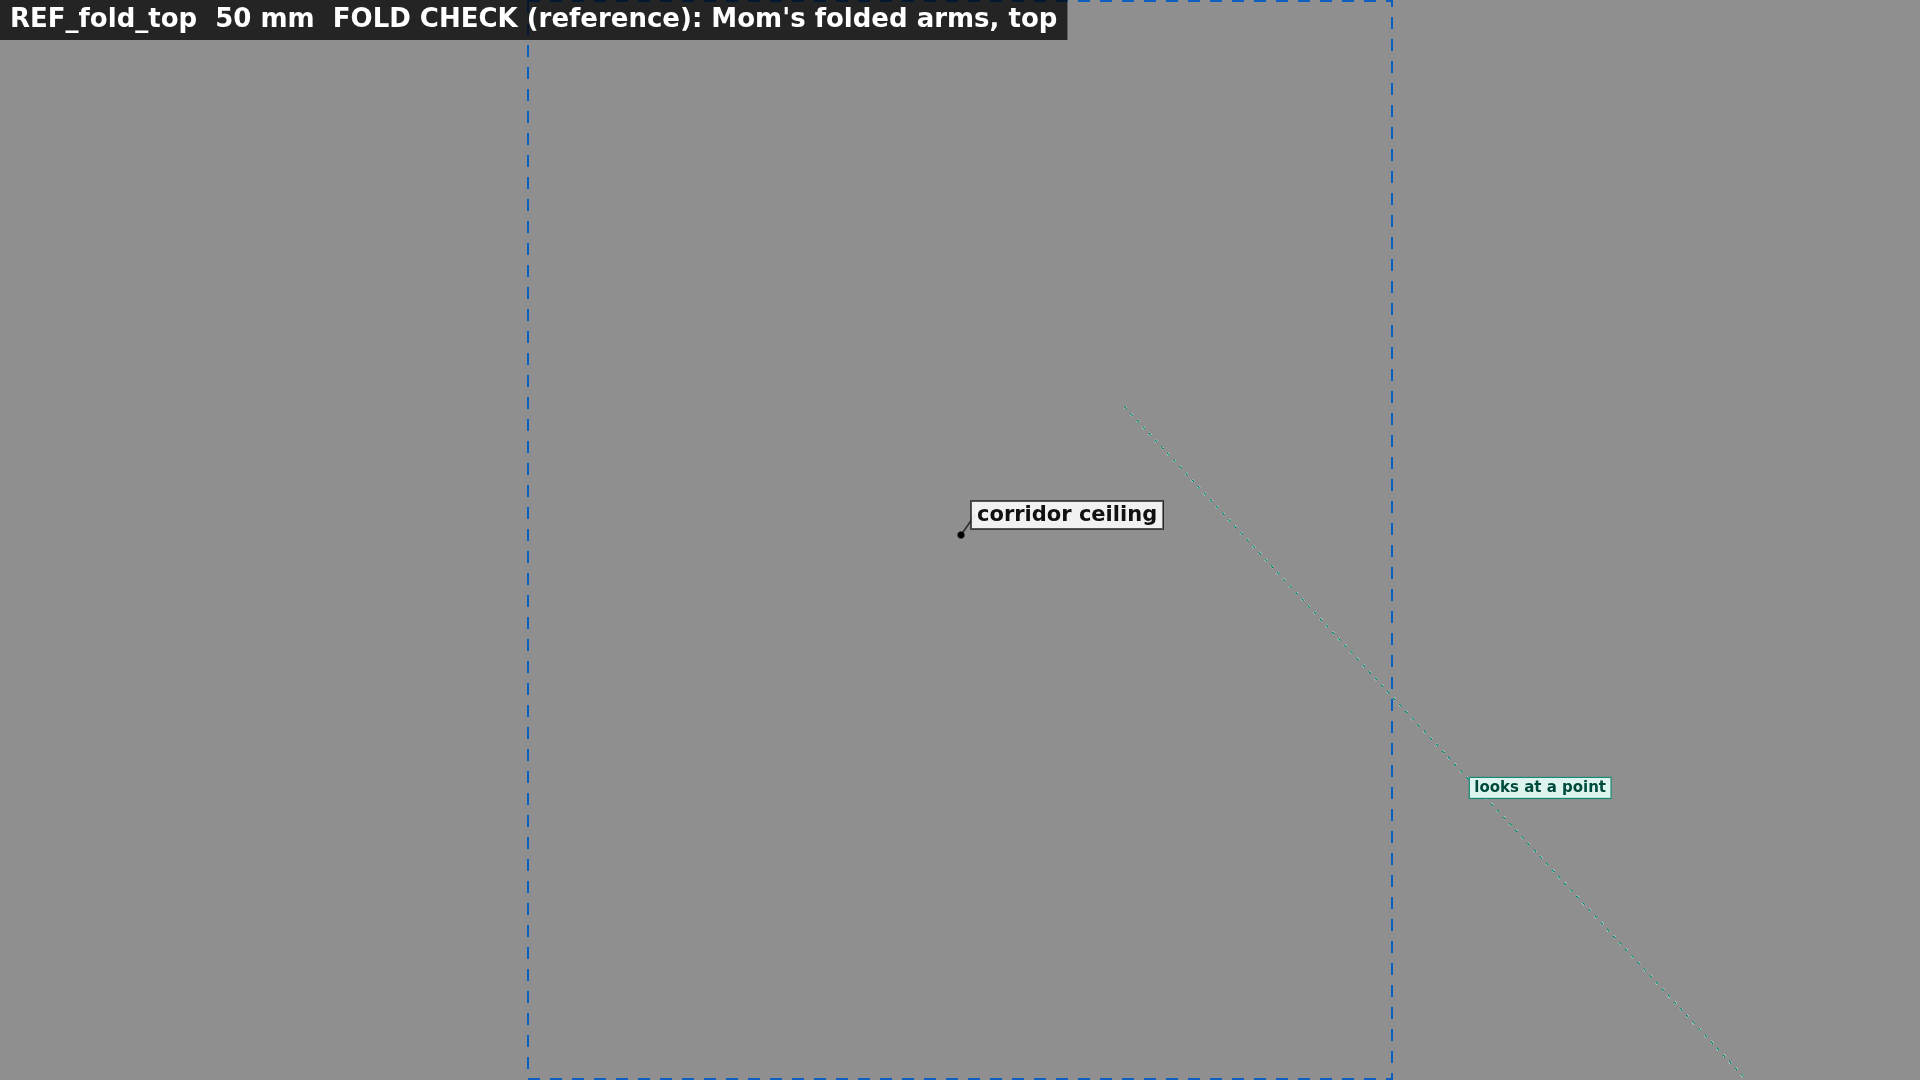 REF_fold_top  50 mm  FOLD CHECK (reference): Mom's folded arms, top
corridor ceiling
looks at a point